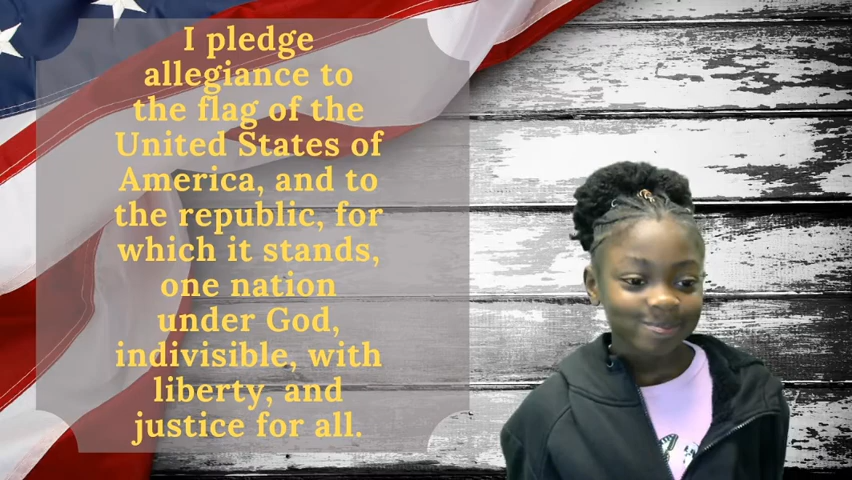 I pledge
allegiance to
the flag of the
United States of
America, and to
the republic, for
which it stands,
one nation
under God,
indivisible, with
liberty, and
justice for all.